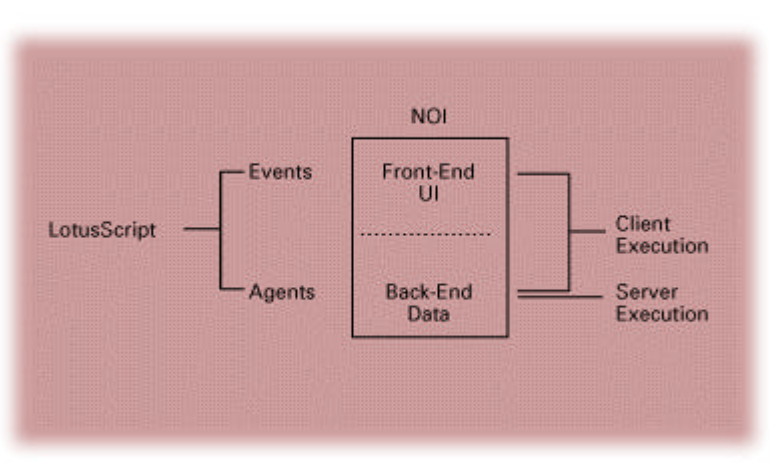 NOI
LotusScript
Events
Agents
Front-End
UI
Back-End
Data
Client
Execution
Server
Execution